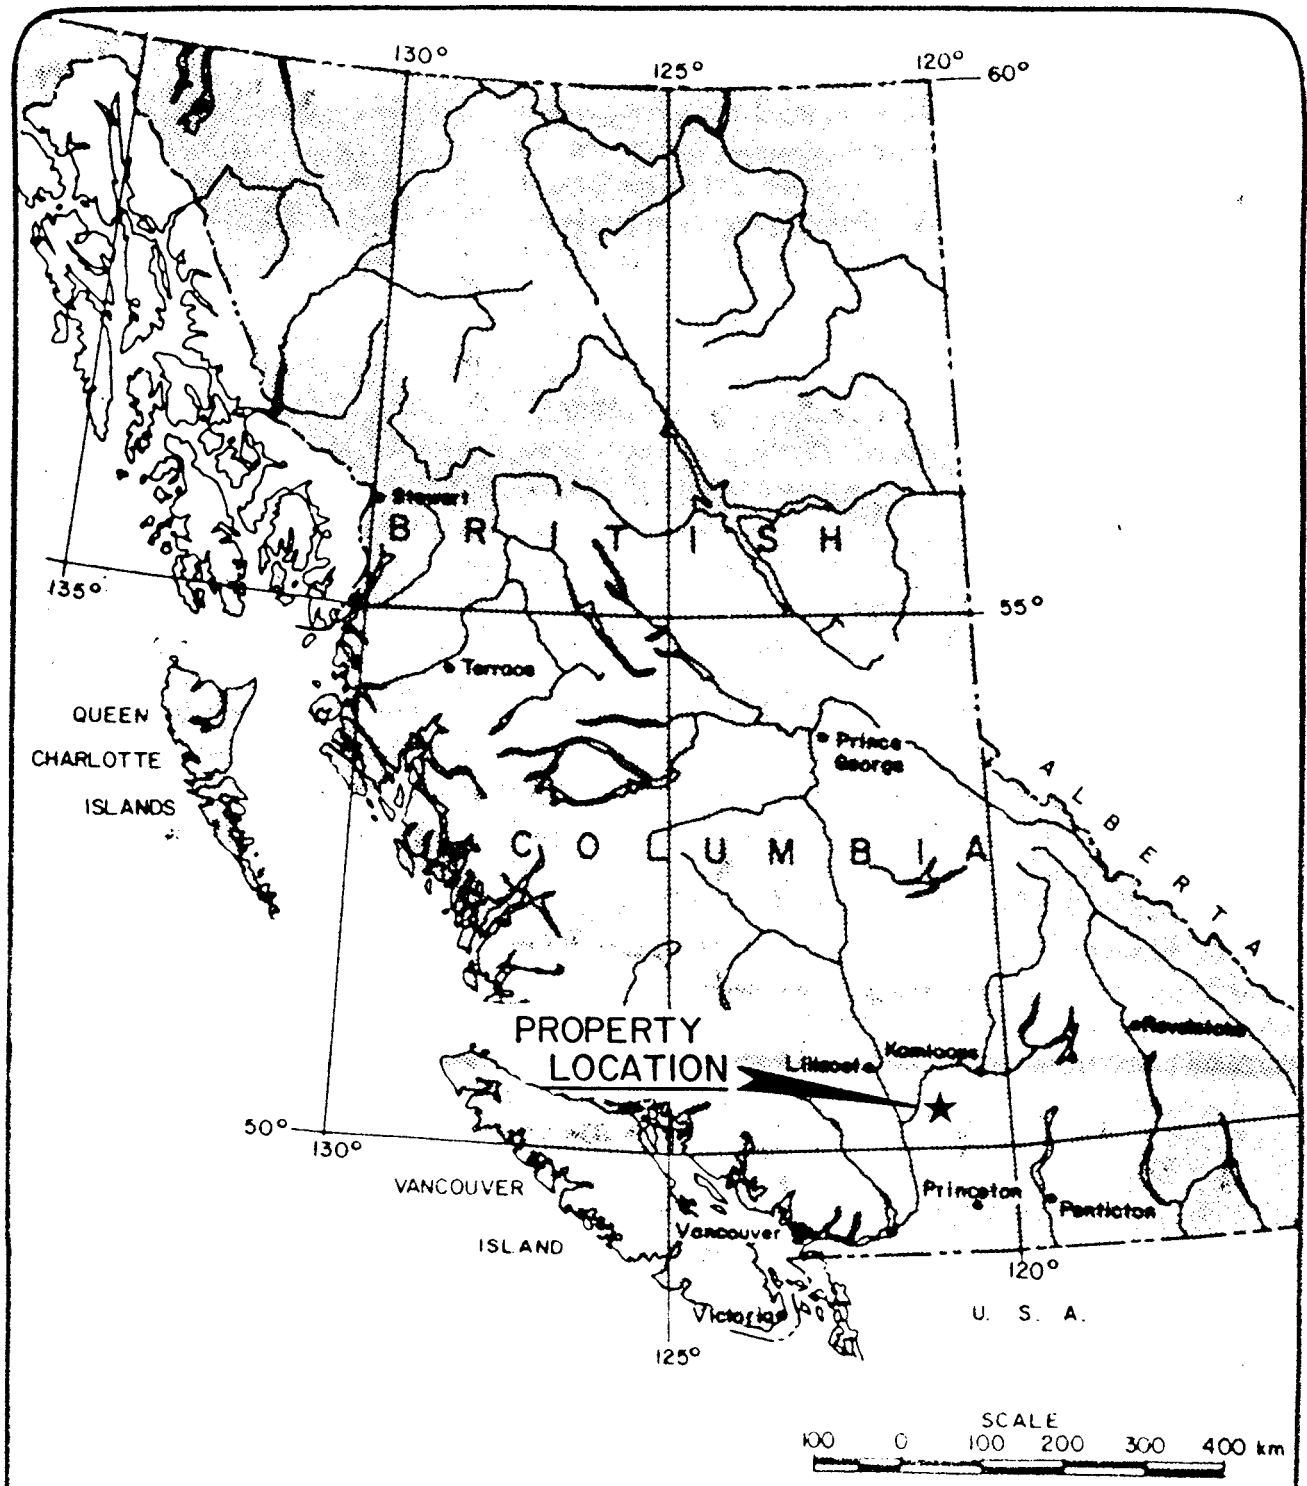 130°
125°
120°
60°
Stewart
B R I T I S H
135°
55°
Terrace
QUEEN
CHARLOTTE
ISLANDS
Prince
George
A L B E R T A
C O L U M B I A
PROPERTY
LOCATION
Revelstoke
Kamloops
Lillooet
50°
130°
VANCOUVER
ISLAND
Princeton
Penticton
Vancouver
120°
Victoria
U. S. A.
125°
SCALE
100 0 100 200 300 400 km